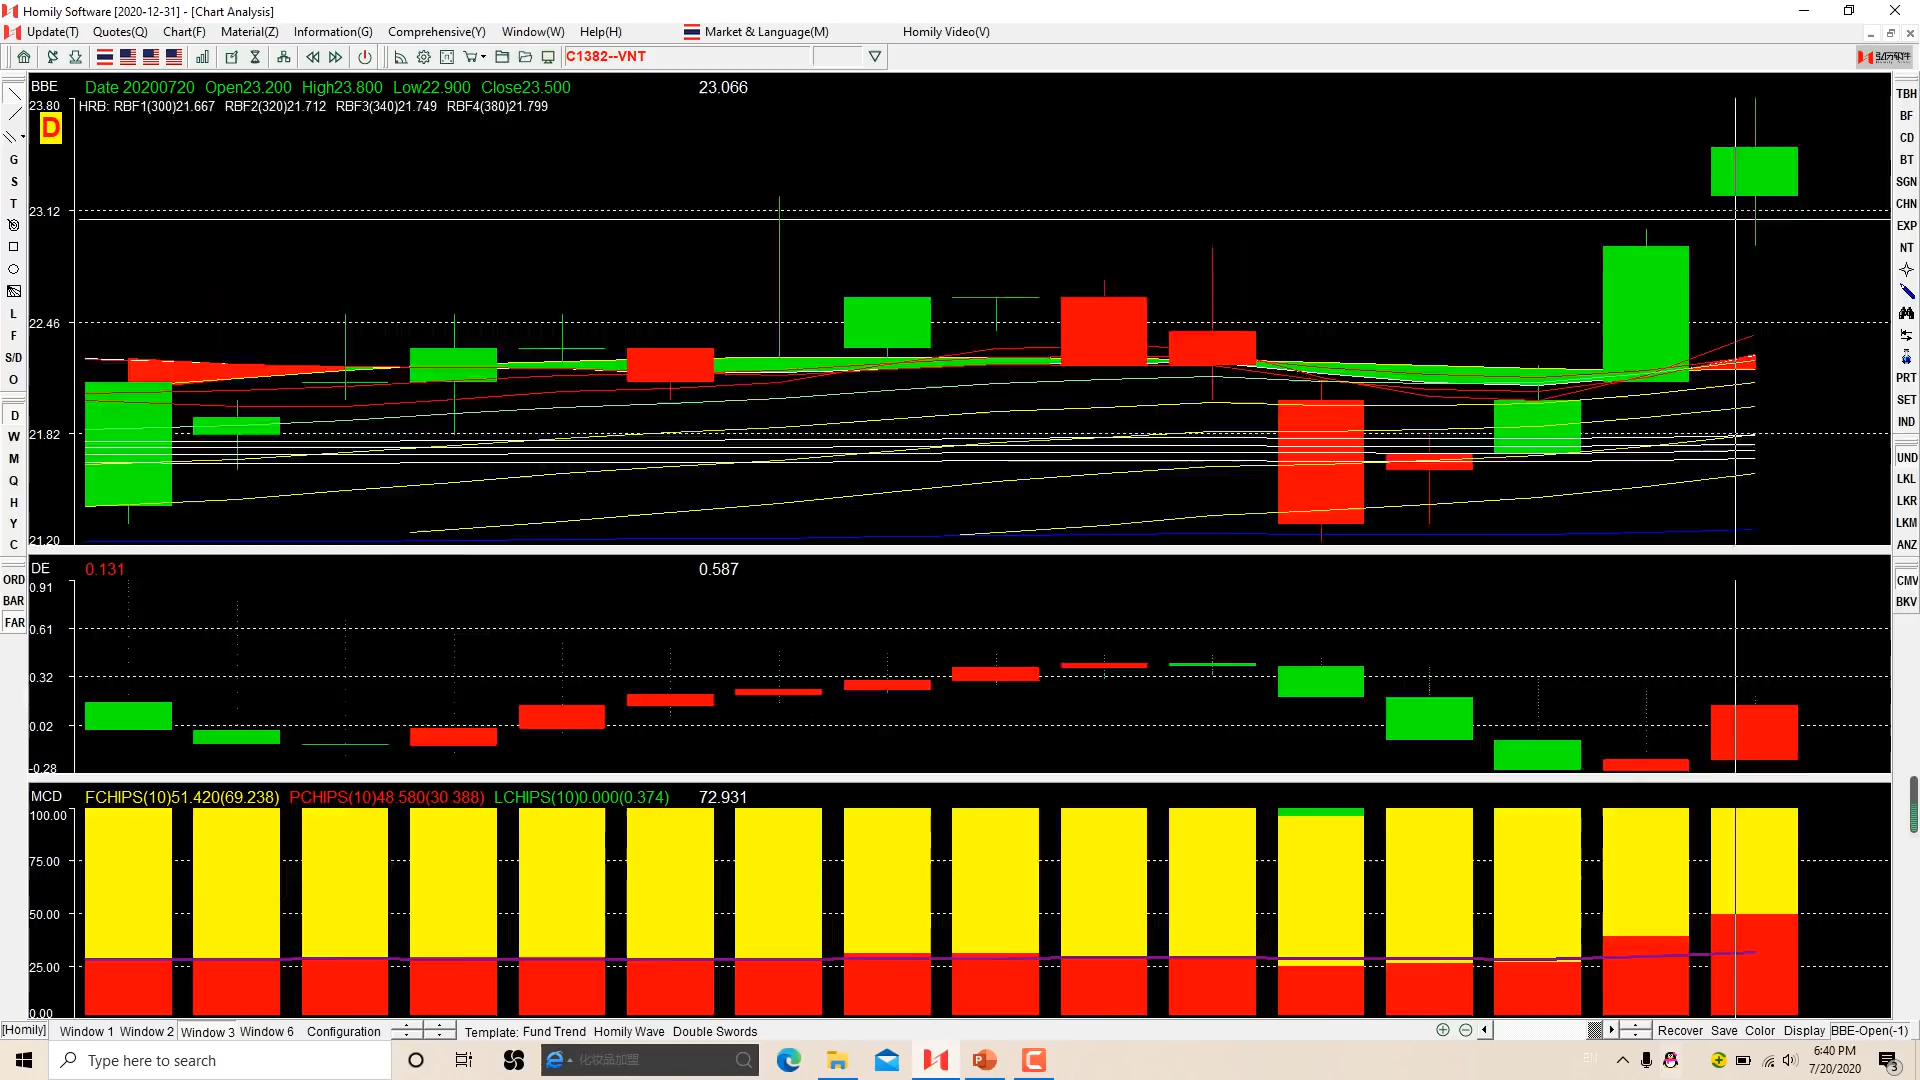 Homily Software [2020-12-31] - [Chart Analysis]
Update(T) Quotes(Q) Chart(F) Material(Z) Information(G) Comprehensive(Y) Window(W) Help(H) Market & Language(M) Homily Video(V)
C1382--VNT
BBE Date 20200720 Open23.200 High23.800 Low22.900 Close23.500 23.066
23.80 HRB: RBF1(300)21.667 RBF2(320)21.712 RBF3(340)21.749 RBF4(380)21.799
D
23.12
22.46
21.82
21.20
DE 0.131 0.587
0.91
0.61
0.32
0.02
-0.28
MCD FCHIPS(10)51.420(69.238) PCHIPS(10)48.580(30.388) LCHIPS(10)0.000(0.374) 72.931
100.00
75.00
50.00
25.00
0.00
G
S
T
L
F
S/D
O
D
W
M
Q
H
Y
C
ORD
BAR
FAR
TBH
BF
CD
BT
SGN
CHN
EXP
NT
PRT
SET
IND
UND
LKL
LKR
LKM
ANZ
CMV
BKV
[Homily] Window 1 Window 2 Window 3 Window 6 Configuration Template: Fund Trend Homily Wave Double Swords Recover Save Color Display BBE-Open(-1)
Type here to search
化妆品加盟
6:40 PM
7/20/2020
3